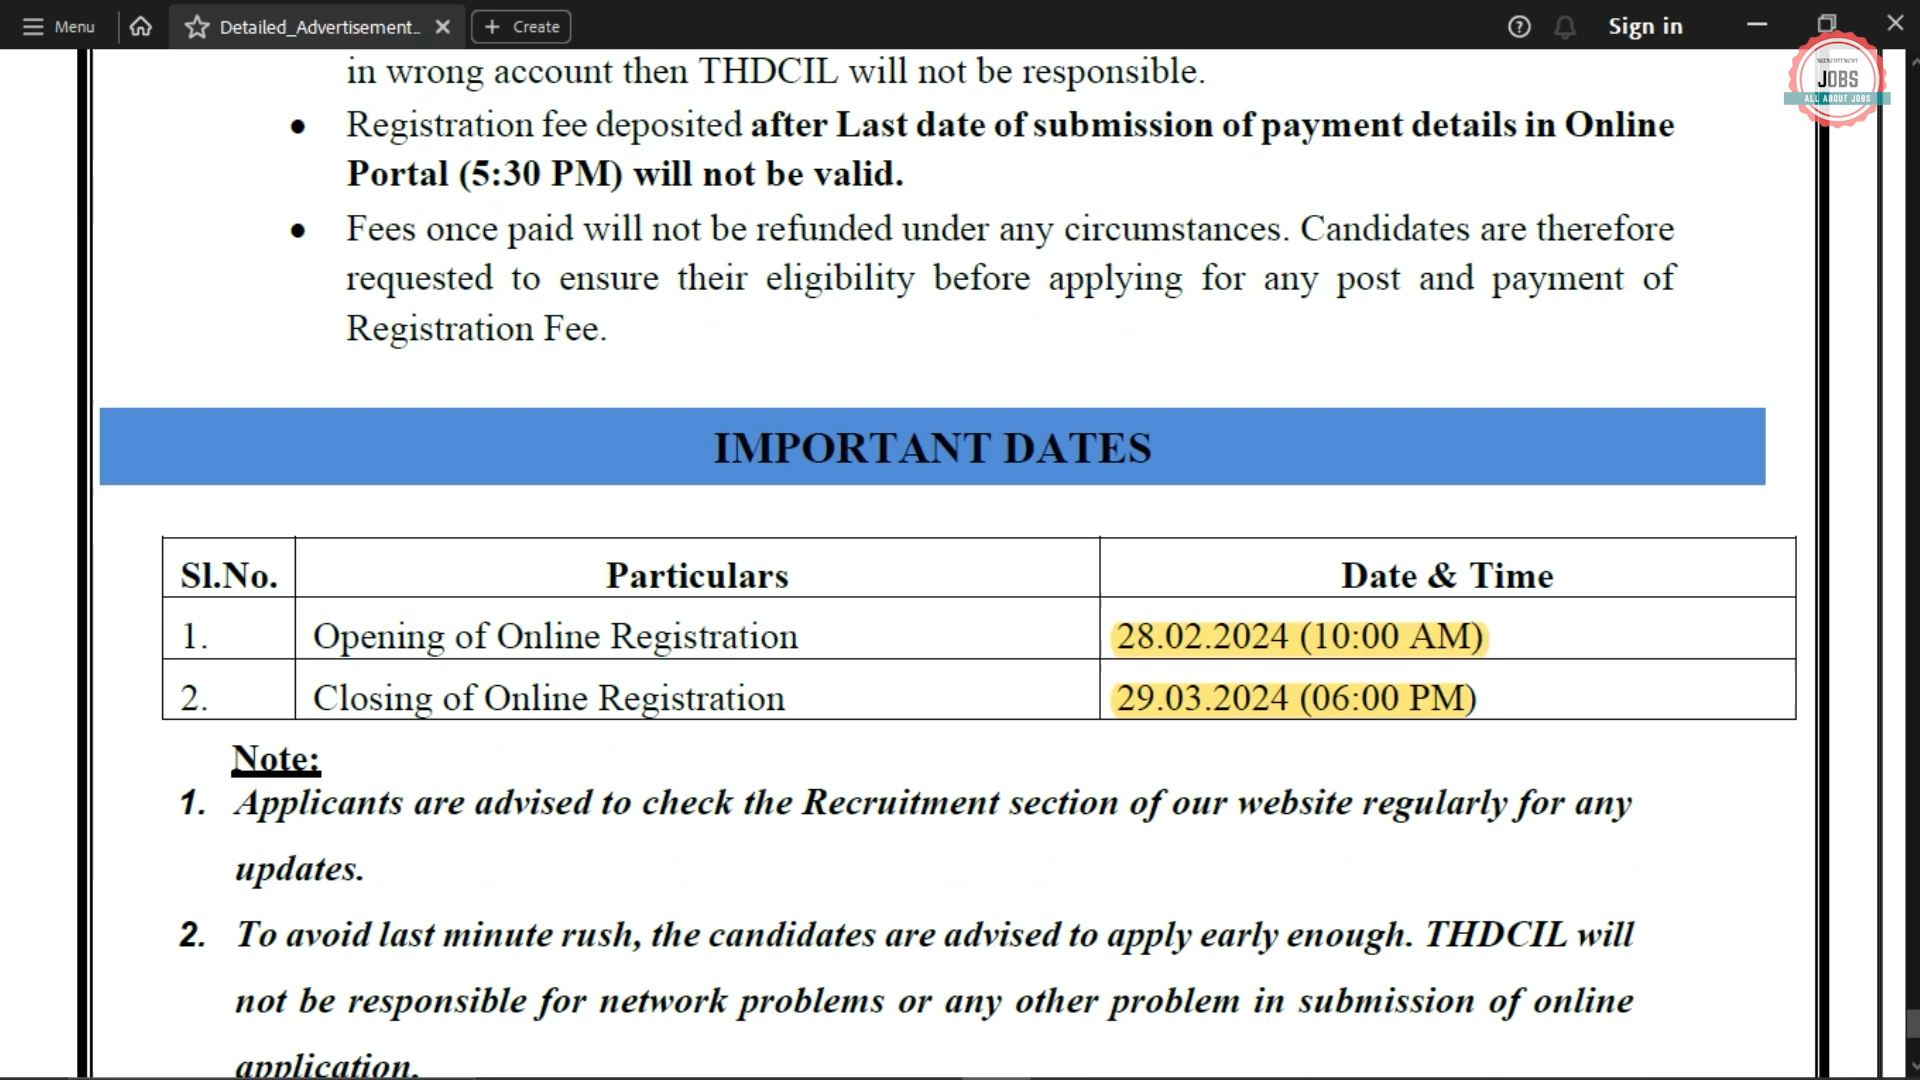 Menu
Detailed_Advertisement_
Create
Sign in
RECRUITMENT
JOBS
ALL ABOUT JOBS
in wrong account then THDCIL will not be responsible.
Registration fee deposited after Last date of submission of payment details in Online
Portal (5:30 PM) will not be valid.
Fees once paid will not be refunded under any circumstances. Candidates are therefore
requested to ensure their eligibility before applying for any post and payment of
Registration Fee.
IMPORTANT DATES
Sl.No. Particulars Date & Time
1. Opening of Online Registration 28.02.2024 (10:00 AM)
2. Closing of Online Registration 29.03.2024 (06:00 PM)
Note:
1. Applicants are advised to check the Recruitment section of our website regularly for any
updates.
2. To avoid last minute rush, the candidates are advised to apply early enough. THDCIL will
not be responsible for network problems or any other problem in submission of online
application.